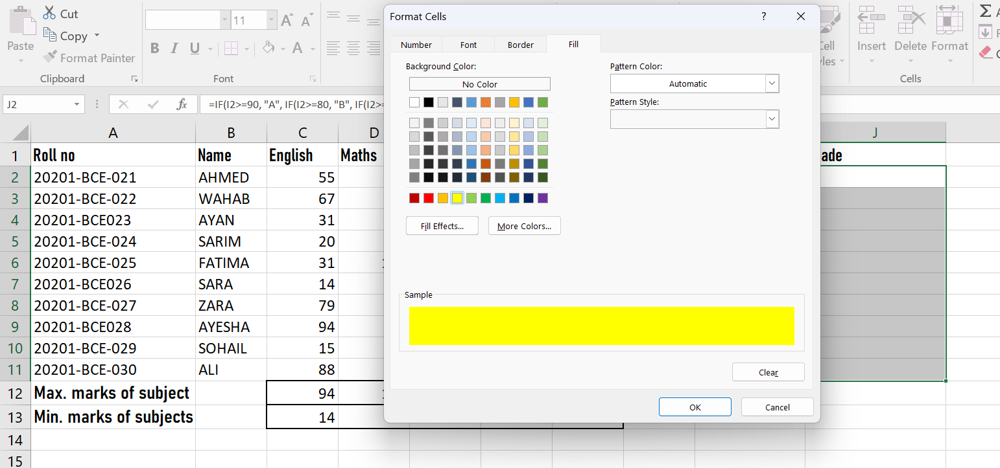 Cut
Copy
Paste
Format Painter
Clipboard
11
B I U
A
Font
Insert Delete Format
Cells
J2
fx
=IF(I2>=90, "A", IF(I2>=80, "B", IF(I2>=
Format Cells
?
Number Font Border Fill
Background Color:
No Color
Fill Effects...
More Colors...
Pattern Color:
Automatic
Pattern Style:
Sample
Clear
OK
Cancel
A B C D J
1 Roll no Name English Maths
2 20201-BCE-021 AHMED 55
3 20201-BCE-022 WAHAB 67
4 20201-BCE023 AYAN 31
5 20201-BCE-024 SARIM 20
6 20201-BCE-025 FATIMA 31
7 20201-BCE026 SARA 14
8 20201-BCE-027 ZARA 79
9 20201-BCE028 AYESHA 94
10 20201-BCE-029 SOHAIL 15
11 20201-BCE-030 ALI 88
12 Max. marks of subject 94
13 Min. marks of subjects 14
14
15